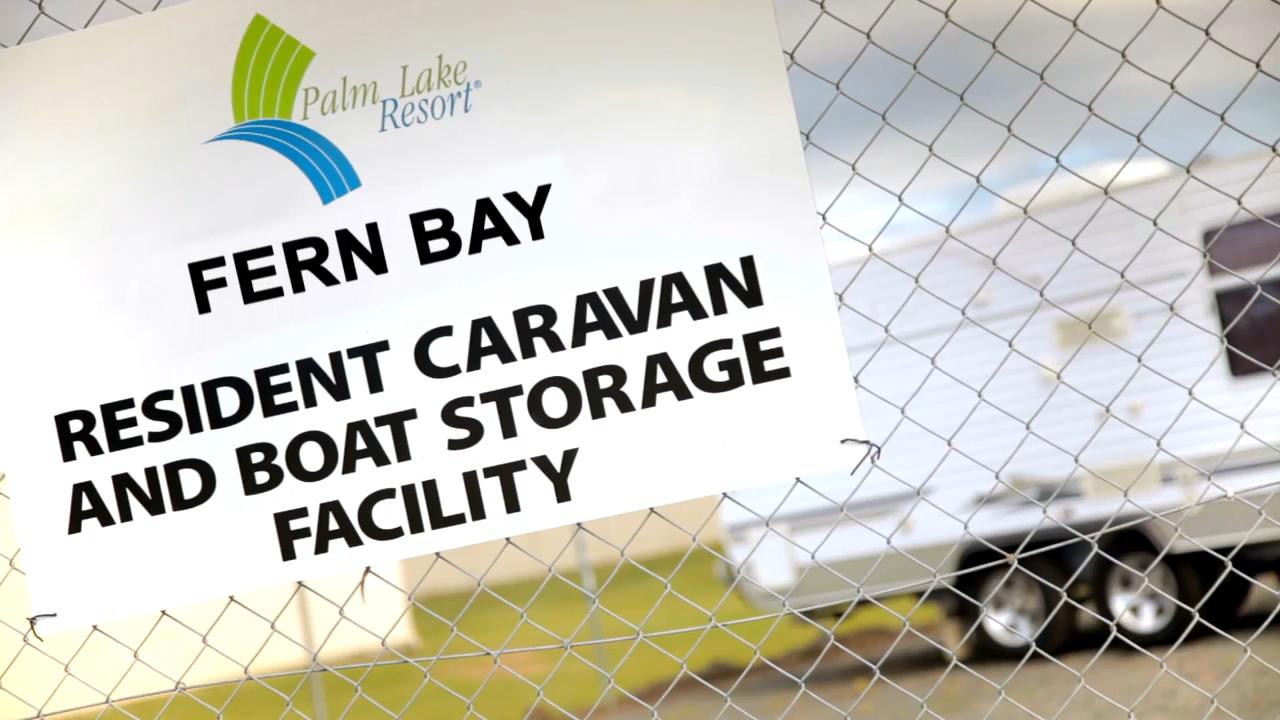 Palm Lake
Resort®
FERN BAY
RESIDENT CARAVAN
AND BOAT STORAGE
FACILITY